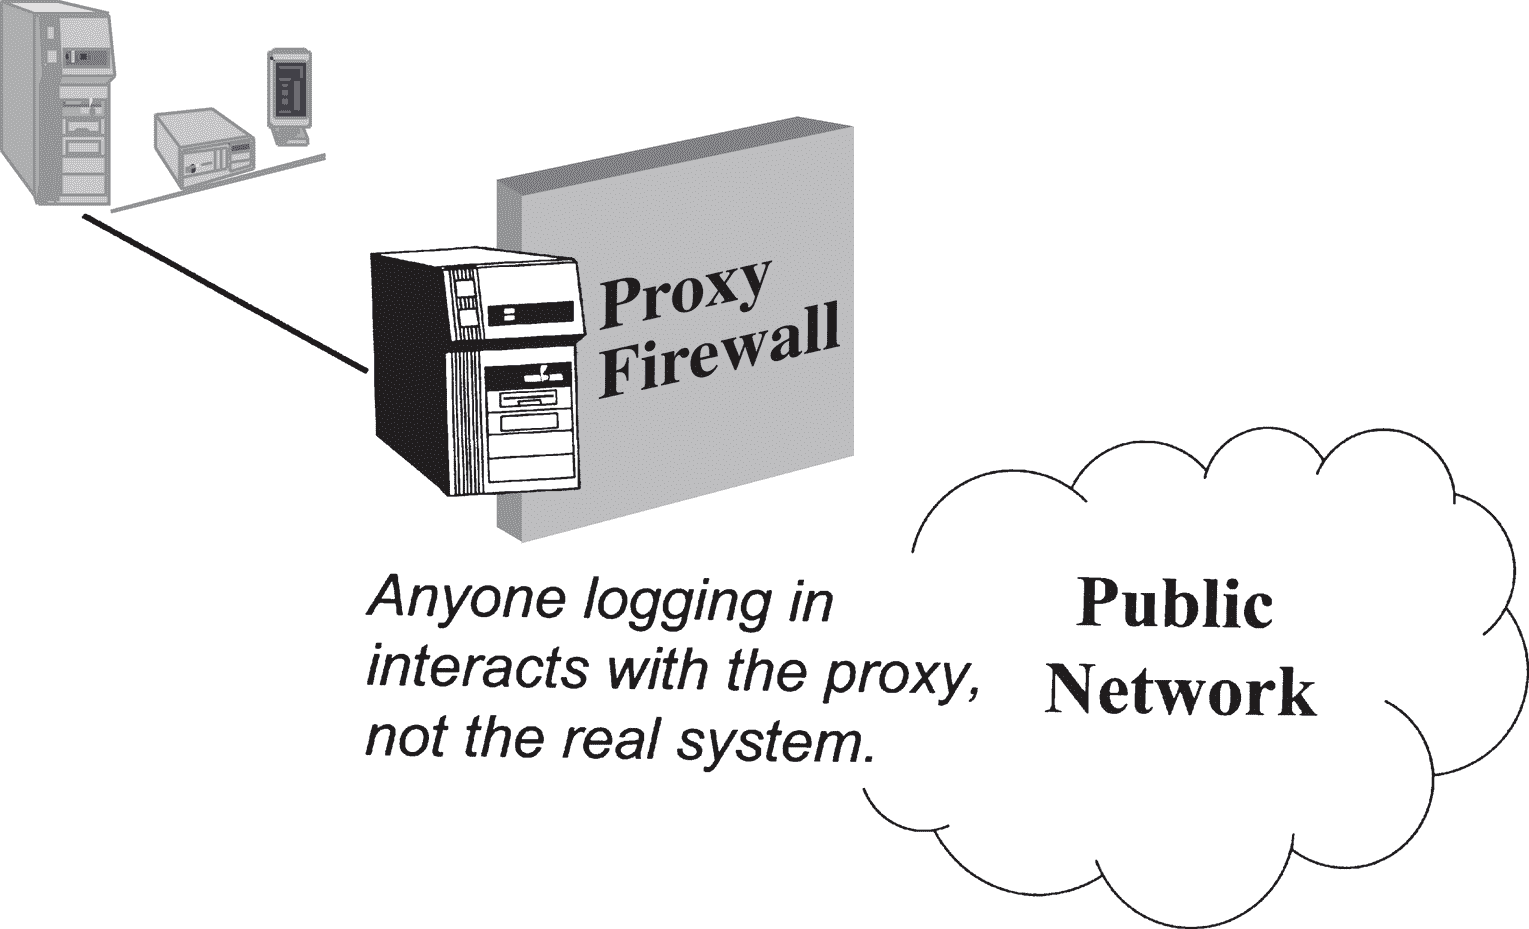 Proxy
Firewall
Anyone logging in
interacts with the proxy,
not the real system.
Public
Network